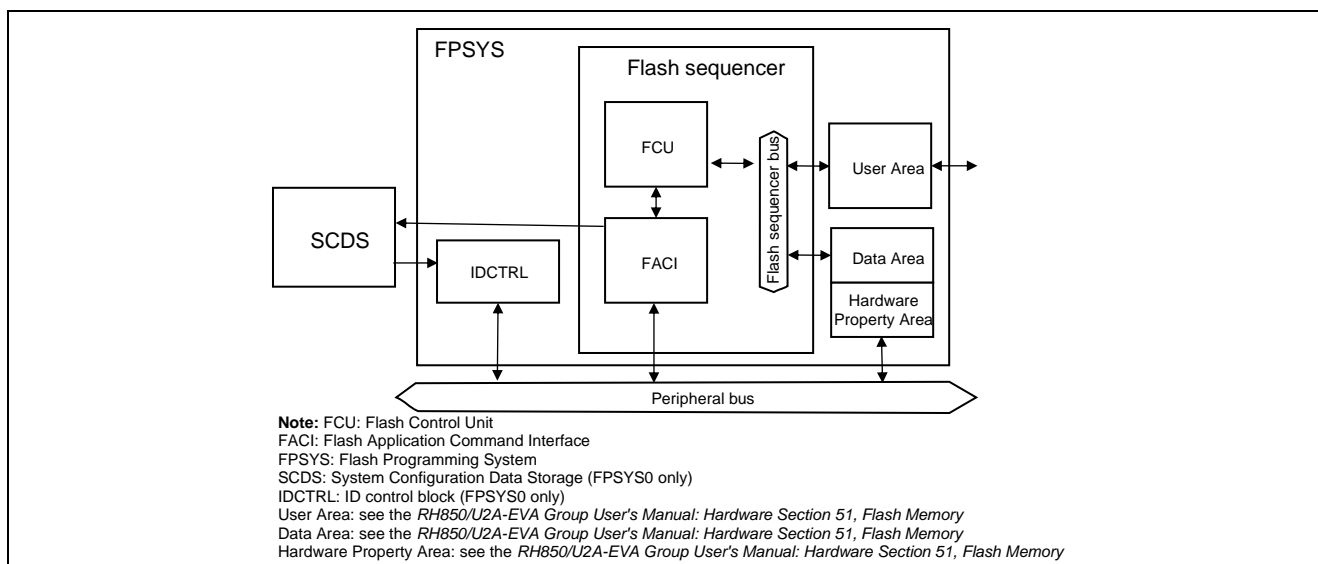 FPSYS
Flash sequencer
FCU
Flash sequencer bus
User Area
SCDS
IDCTRL
FACI
Data Area
Hardware
Property Area
Peripheral bus
Note: FCU: Flash Control Unit
FACI: Flash Application Command Interface
FPSYS: Flash Programming System
SCDS: System Configuration Data Storage (FPSYS0 only)
IDCTRL: ID control block (FPSYS0 only)
User Area: see the RH850/U2A-EVA Group User's Manual: Hardware Section 51, Flash Memory
Data Area: see the RH850/U2A-EVA Group User's Manual: Hardware Section 51, Flash Memory
Hardware Property Area: see the RH850/U2A-EVA Group User's Manual: Hardware Section 51, Flash Memory